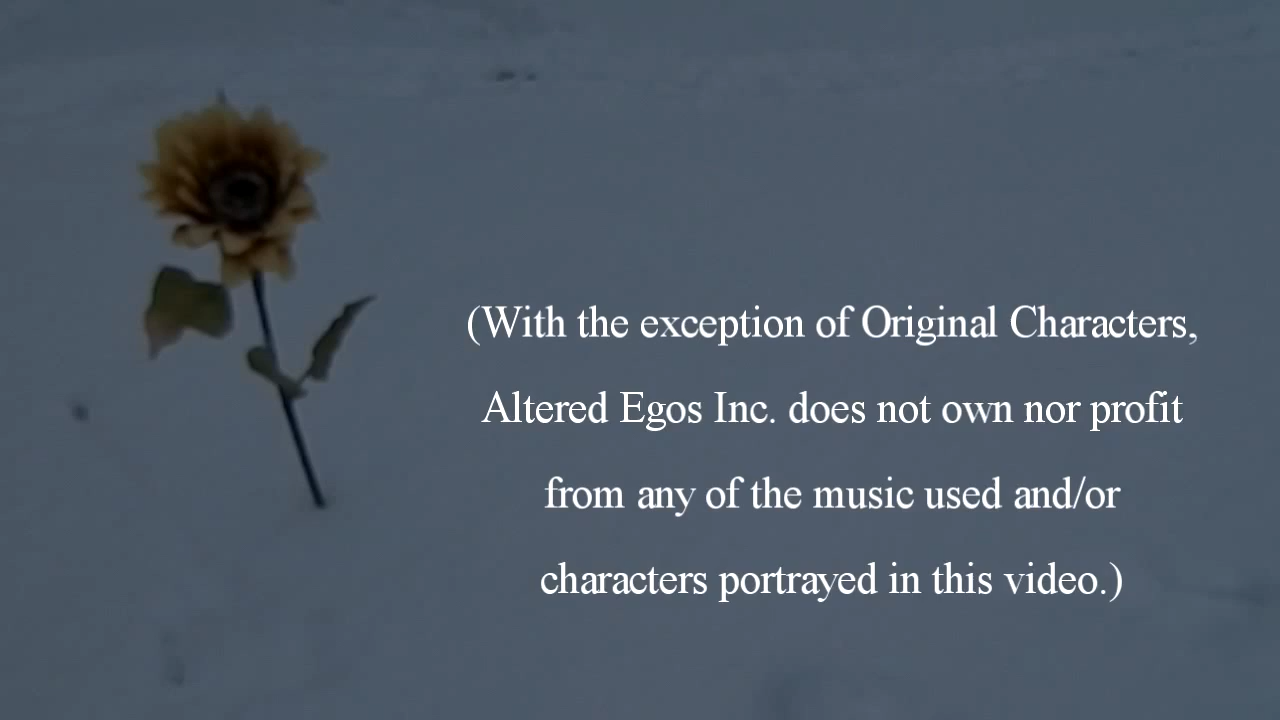 (With the exception of Original Characters,
Altered Egos Inc. does not own nor profit
from any of the music used and/or
characters portrayed in this video.)